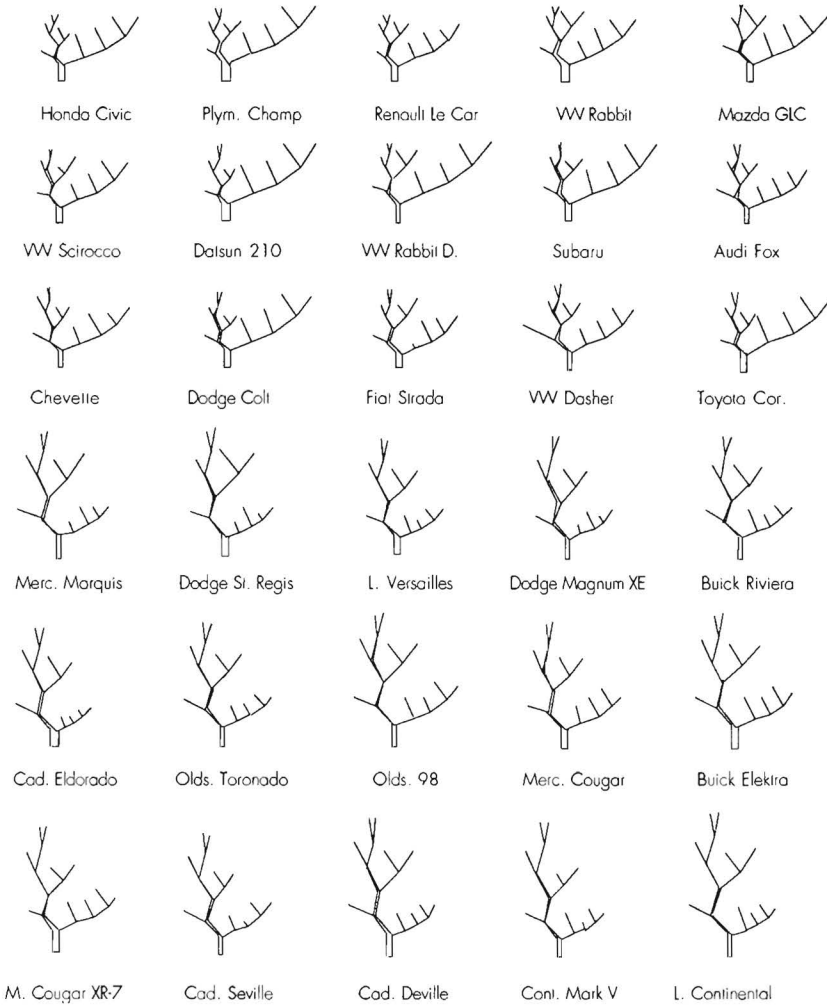 Honda Civic Plym. Champ Renault Le Car VW Rabbit Mazda GLC
VW Scirocco Datsun 210 VW Rabbit D. Subaru Audi Fox
Chevette Dodge Colt Fiat Strada VW Dasher Toyota Cor.
Merc. Marquis Dodge St. Regis L. Versailles Dodge Magnum XE Buick Riviera
Cad. Eldorado Olds. Toronado Olds. 98 Merc. Cougar Buick Elektra
M. Cougar XR-7 Cad. Seville Cad. Deville Cont. Mark V L. Continental